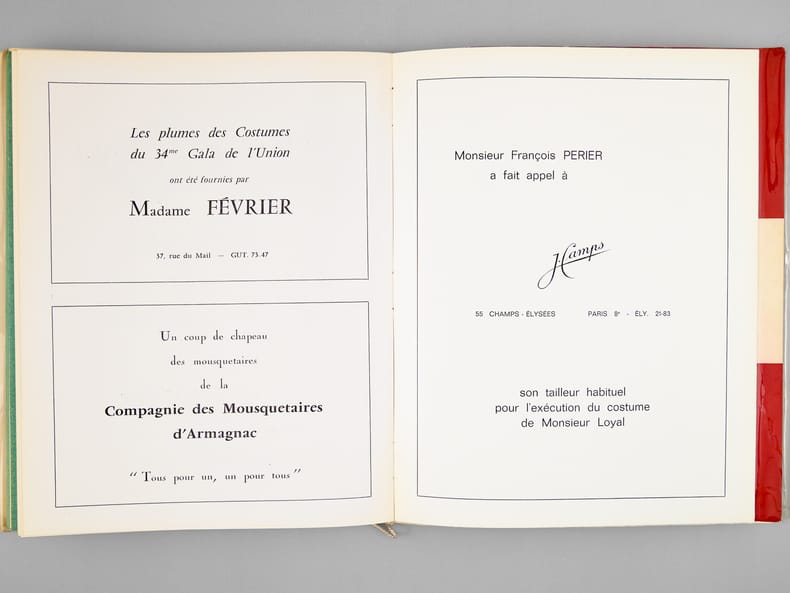 Les plumes des Costumes
du 34me Gala de l'Union
ont été fournies par
Madame FÉVRIER
37, rue du Mail — GUT. 73-47
Un coup de chapeau
des mousquetaires
de la
Compagnie des Mousquetaires
d'Armagnac
“ Tous pour un, un pour tous ”
Monsieur François PERIER
a fait appel à
J. Camps
55 CHAMPS - ÉLYSÉES PARIS 8e - ÉLY. 21-83
son tailleur habituel
pour l'exécution du costume
de Monsieur Loyal